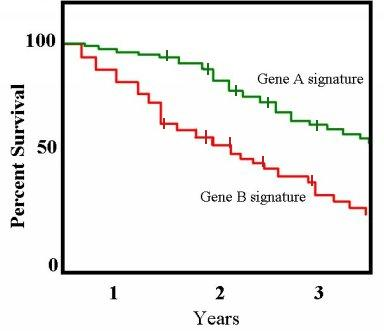 100
Gene A signature
Percent Survival
50
Gene B signature
0
1 2 3
Years